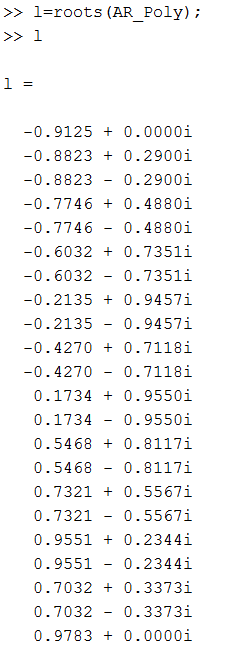 >> l=roots(AR_Poly);
>> l
l =
-0.9125 + 0.0000i
-0.8823 + 0.2900i
-0.8823 - 0.2900i
-0.7746 + 0.4880i
-0.7746 - 0.4880i
-0.6032 + 0.7351i
-0.6032 - 0.7351i
-0.2135 + 0.9457i
-0.2135 - 0.9457i
-0.4270 + 0.7118i
-0.4270 - 0.7118i
0.1734 + 0.9550i
0.1734 - 0.9550i
0.5468 + 0.8117i
0.5468 - 0.8117i
0.7321 + 0.5567i
0.7321 - 0.5567i
0.9551 + 0.2344i
0.9551 - 0.2344i
0.7032 + 0.3373i
0.7032 - 0.3373i
0.9783 + 0.0000i